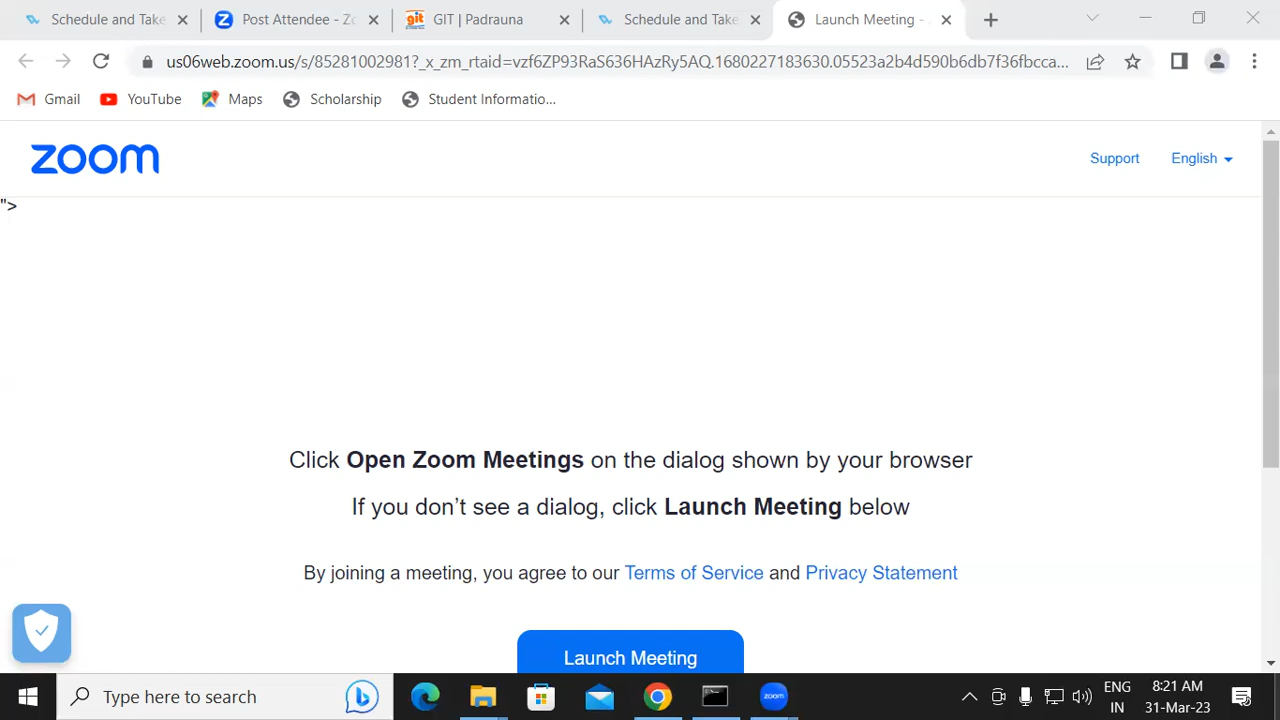 Schedule and Take
Post Attendee - Zo
GIT | Padrauna
Schedule and Take
Launch Meeting -
us06web.zoom.us/s/85281002981?_x_zm_rtaid=vzf6ZP93RaS636HAzRy5AQ.1680227183630.05523a2b4d590b6db7f36fbcca...
Gmail
YouTube
Maps
Scholarship
Student Informatio...
zoom
Support
English
">
Click Open Zoom Meetings on the dialog shown by your browser
If you don’t see a dialog, click Launch Meeting below
By joining a meeting, you agree to our Terms of Service and Privacy Statement
Launch Meeting
Type here to search
zoom
ENG
IN
8:21 AM
31-Mar-23